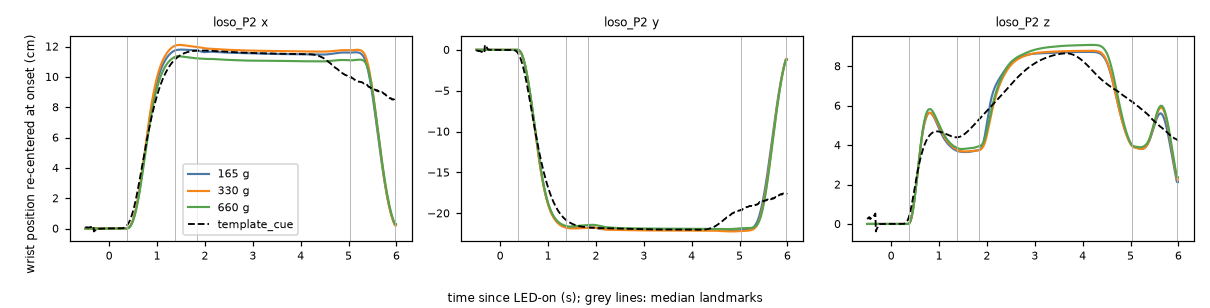 loso_P2 x
loso_P2 y
loso_P2 z
wrist position re-centered at onset (cm)
12
10
8
6
4
2
0
0
−5
−10
−15
−20
8
6
4
2
0
165 g
330 g
660 g
template_cue
0 1 2 3 4 5 6
0 1 2 3 4 5 6
0 1 2 3 4 5 6
time since LED-on (s); grey lines: median landmarks